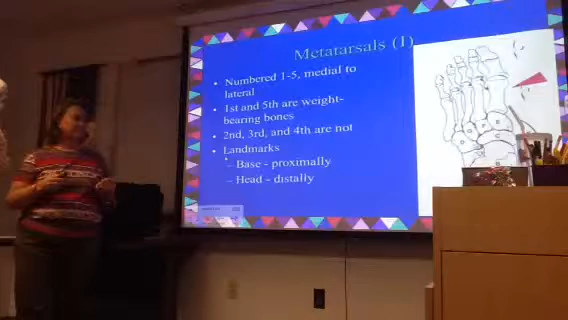 Metatarsals (I)
• Numbered 1-5, medial to
lateral
• 1st and 5th are weight-
bearing bones
• 2nd, 3rd, and 4th are not
• Landmarks
– Base - proximally
– Head - distally